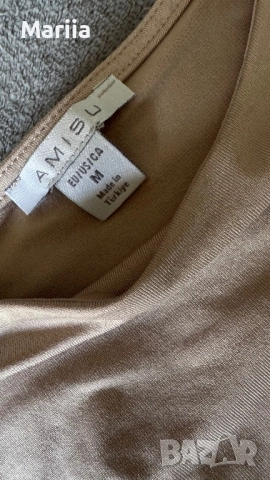 Mariia
AMISU
EU/US/CA
M
Made in
Türkiye
BAZAR